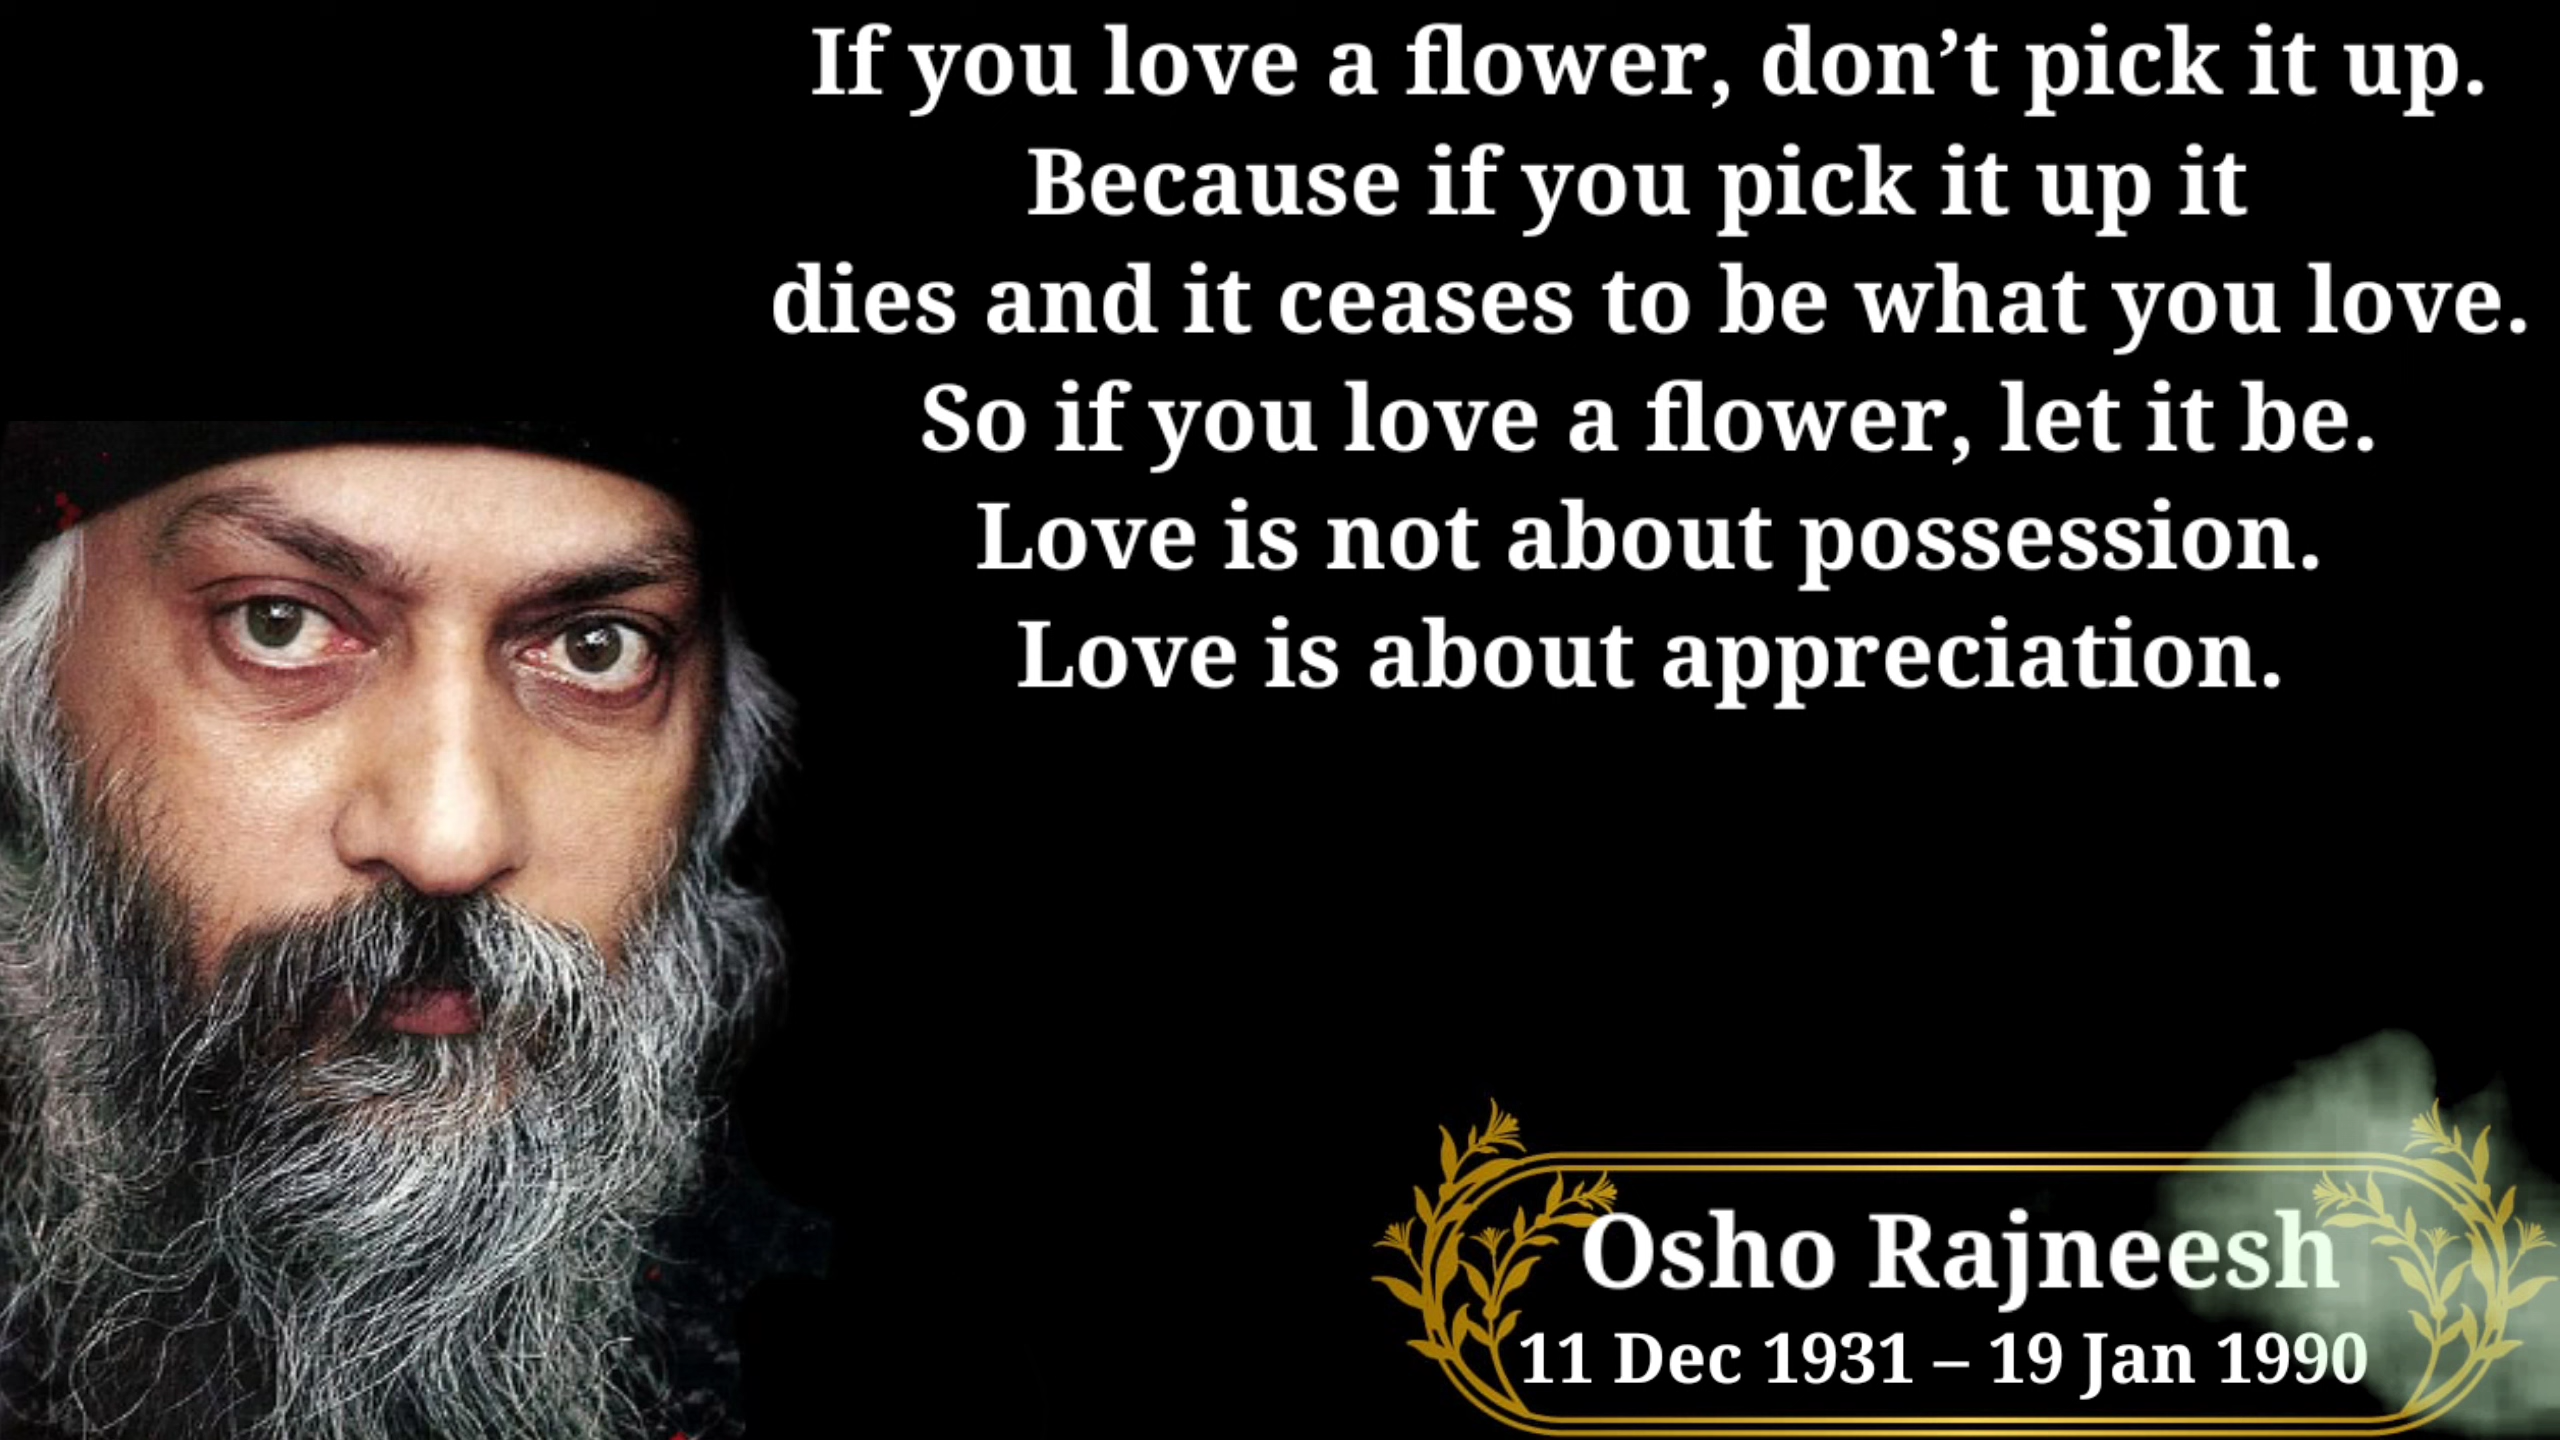 If you love a flower, don’t pick it up.
Because if you pick it up it
dies and it ceases to be what you love.
So if you love a flower, let it be.
Love is not about possession.
Love is about appreciation.
Osho Rajneesh
11 Dec 1931 – 19 Jan 1990